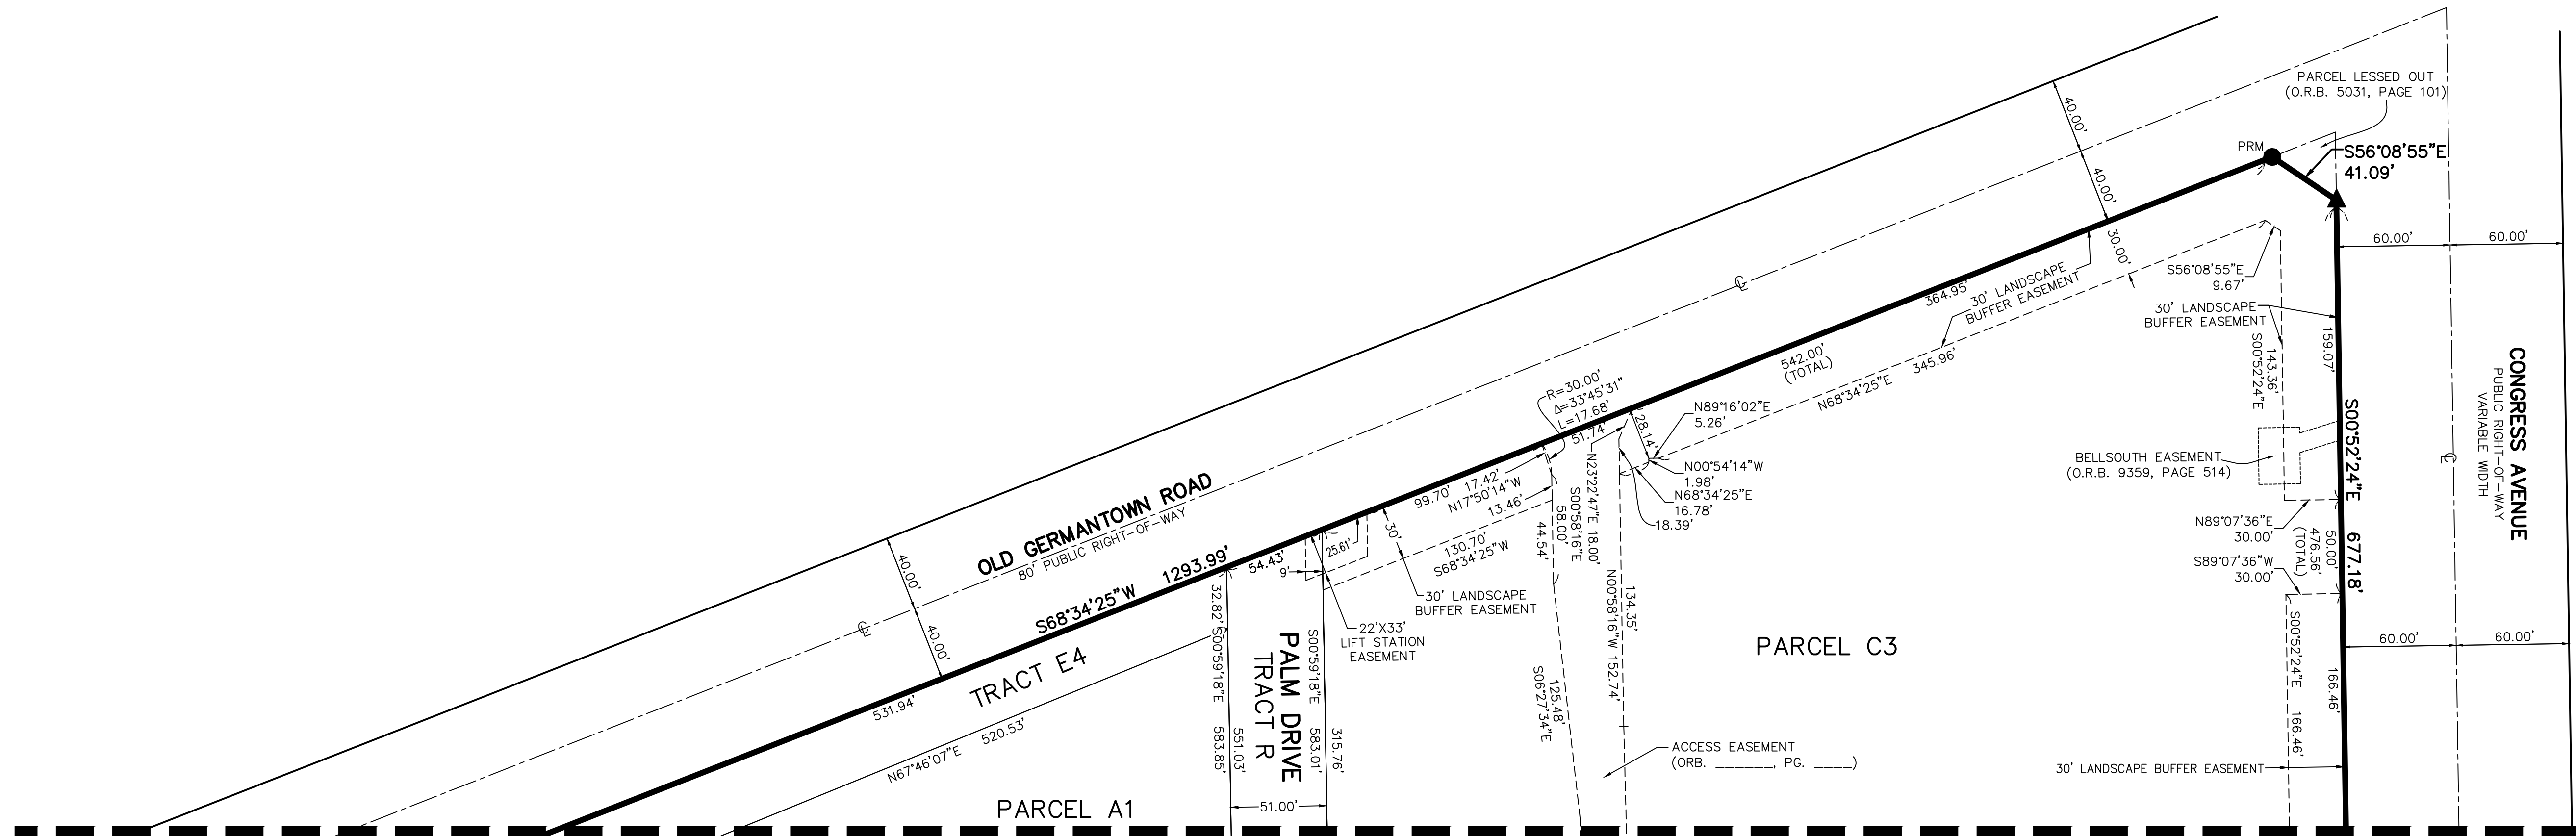 PARCEL LESSED OUT
(O.R.B. 5031, PAGE 101)
PRM
S56°08'55"E
41.09'
40.00'
40.00'
30.00'
60.00'
60.00'
S56°08'55"E
9.67'
30' LANDSCAPE
BUFFER EASEMENT
364.95'
30' LANDSCAPE
BUFFER EASEMENT
542.00'
(TOTAL)
N68°34'25"E 345.96'
159.07'
143.36'
S00°52'24"E
CONGRESS AVENUE
PUBLIC RIGHT-OF-WAY
VARIABLE WIDTH
S00°52'24"E 677.18'
BELLSOUTH EASEMENT
(O.R.B. 9359, PAGE 514)
N89°07'36"E
30.00'
50.00'
476.56'
(TOTAL)
S89°07'36"W
30.00'
60.00'
60.00'
S00°52'24"E 166.46'
166.46'
30' LANDSCAPE BUFFER EASEMENT
R=30.00'
Δ=33°45'31"
L=17.68'
51.74'
28.14'
N89°16'02"E
5.26'
N00°54'14"W
1.98'
N68°34'25"E
16.78'
18.39'
N23°22'47"E 18.00'
S00°58'16"E
58.00'
44.54'
99.70'
17.42'
N17°50'14"W
13.46'
130.70'
S68°34'25"W
30'
30' LANDSCAPE
BUFFER EASEMENT
25.61'
9'
22'X33'
LIFT STATION
EASEMENT
134.35'
N00°58'16"W 152.74'
125.48'
S06°27'34"E
PARCEL C3
ACCESS EASEMENT
(ORB. ______, PG. ____)
OLD GERMANTOWN ROAD
80' PUBLIC RIGHT-OF-WAY
40.00'
40.00'
S68°34'25"W 1293.99'
54.43'
531.94'
TRACT E4
N67°46'07"E 520.53'
32.82'
S00°59'18"E 583.85'
551.03'
PALM DRIVE
TRACT R
S00°59'18"E 583.01'
315.76'
51.00'
PARCEL A1